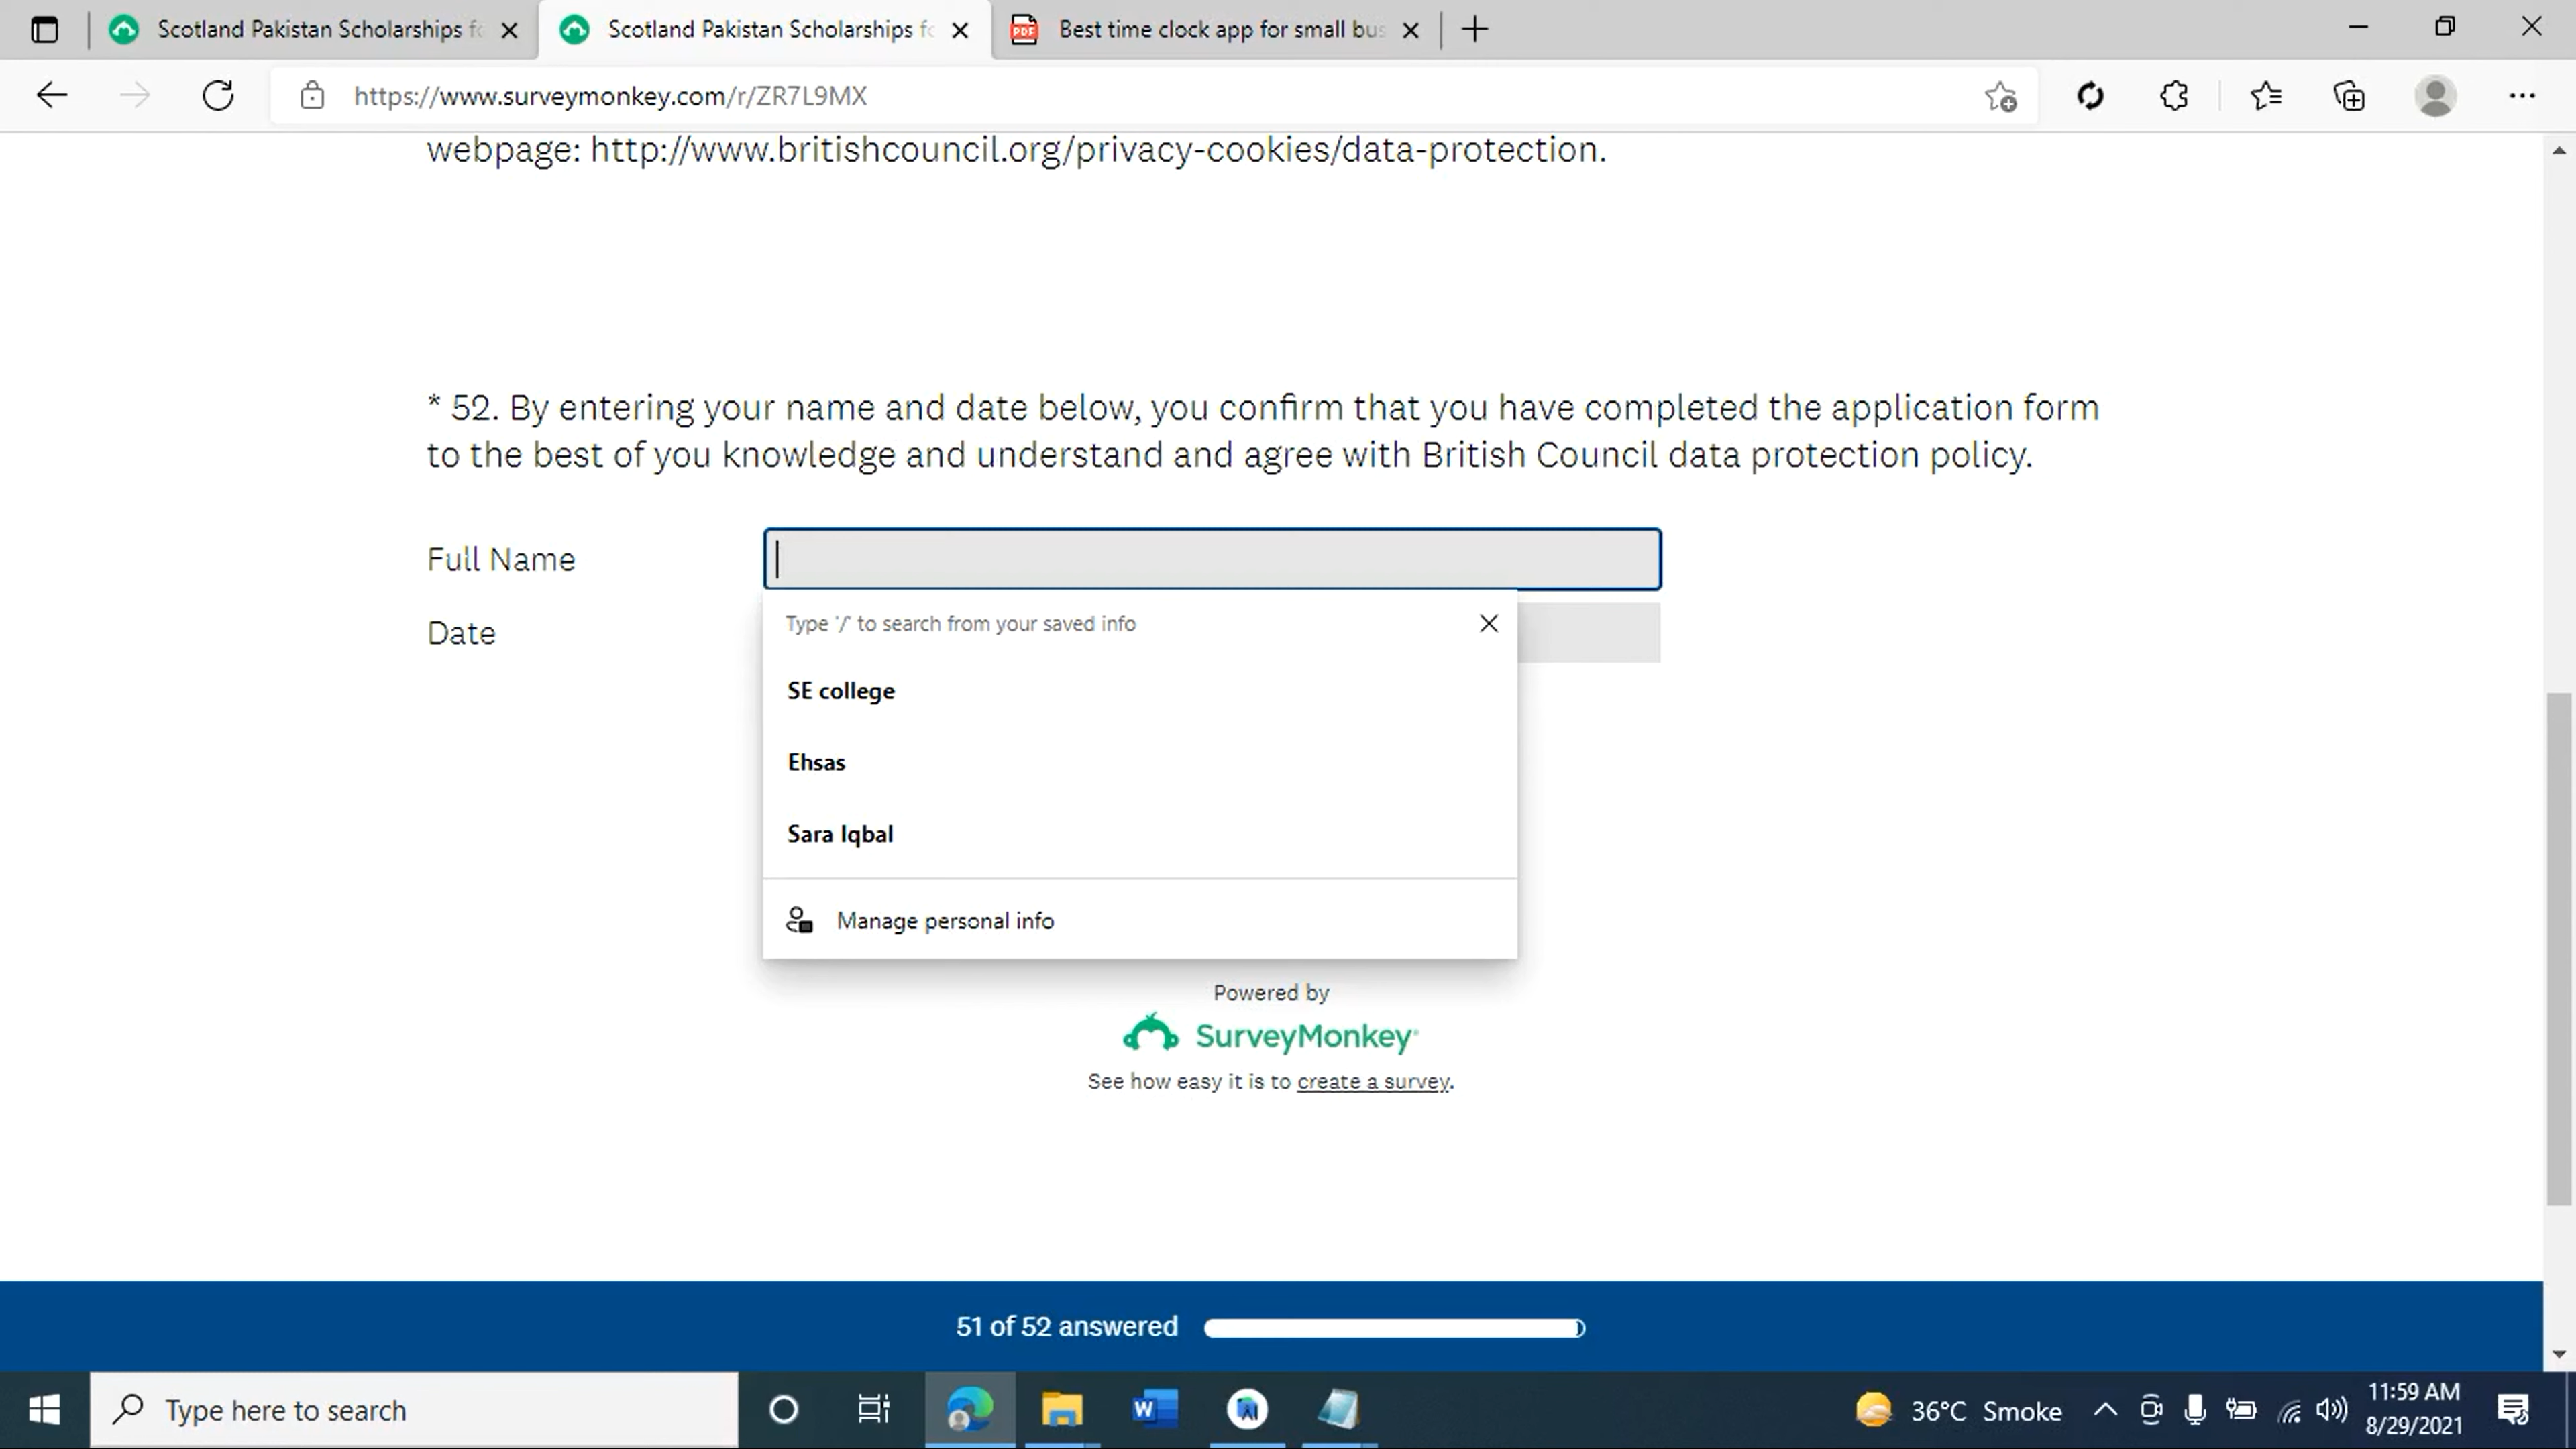 Scotland Pakistan Scholarships fo
Scotland Pakistan Scholarships fo
Best time clock app for small bus
https://www.surveymonkey.com/r/ZR7L9MX
webpage: http://www.britishcouncil.org/privacy-cookies/data-protection.
* 52. By entering your name and date below, you confirm that you have completed the application form
to the best of you knowledge and understand and agree with British Council data protection policy.
Full Name
Type '/' to search from your saved info
Date
SE college
Ehsas
Sara Iqbal
Manage personal info
Powered by
SurveyMonkey
See how easy it is to create a survey.
51 of 52 answered
Type here to search
36°C Smoke
11:59 AM
8/29/2021